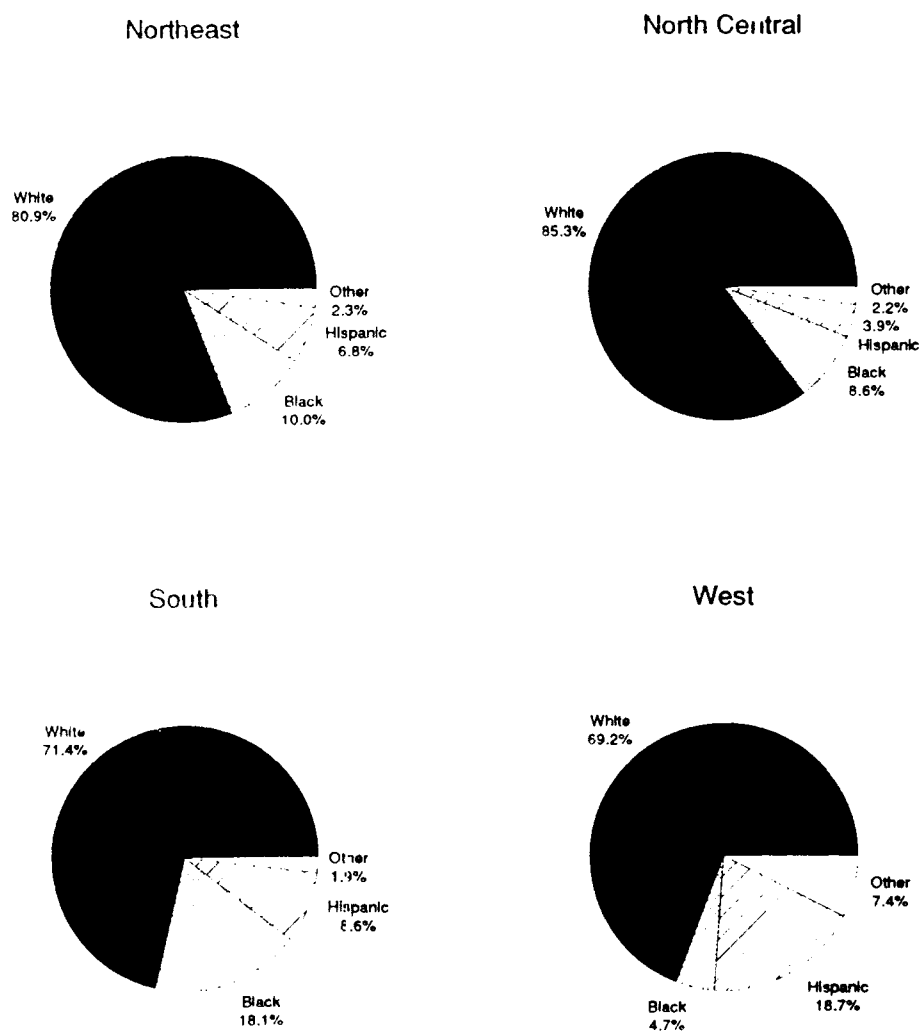 Northeast
White
80.9%
Other
2.3%
Hispanic
6.8%
Black
10.0%
North Central
White
85.3%
Other
2.2%
3.9%
Hispanic
Black
8.6%
South
White
71.4%
Other
1.9%
Hispanic
8.6%
Black
18.1%
West
White
69.2%
Other
7.4%
Hispanic
18.7%
Black
4.7%